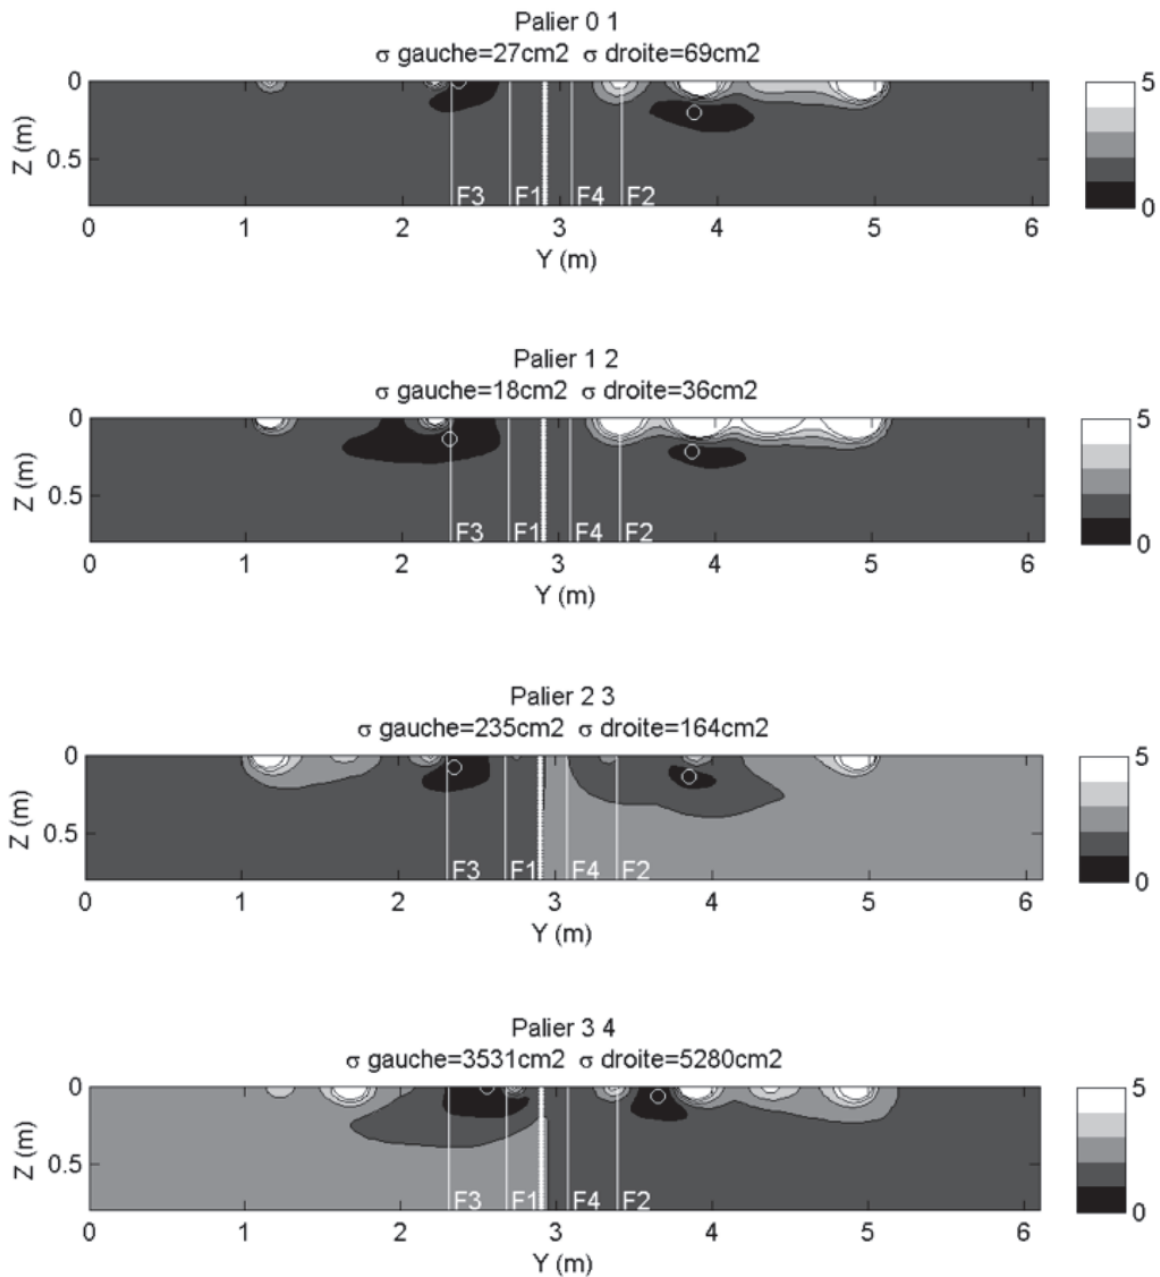 Palier 0 1
σ gauche=27cm2 σ droite=69cm2
0
0.5
Z (m)
F3 F1 F4 F2
0 1 2 3 4 5 6
Y (m)
5
0
Palier 1 2
σ gauche=18cm2 σ droite=36cm2
0
0.5
Z (m)
F3 F1 F4 F2
0 1 2 3 4 5 6
Y (m)
5
0
Palier 2 3
σ gauche=235cm2 σ droite=164cm2
0
0.5
Z (m)
F3 F1 F4 F2
0 1 2 3 4 5 6
Y (m)
5
0
Palier 3 4
σ gauche=3531cm2 σ droite=5280cm2
0
0.5
Z (m)
F3 F1 F4 F2
0 1 2 3 4 5 6
Y (m)
5
0